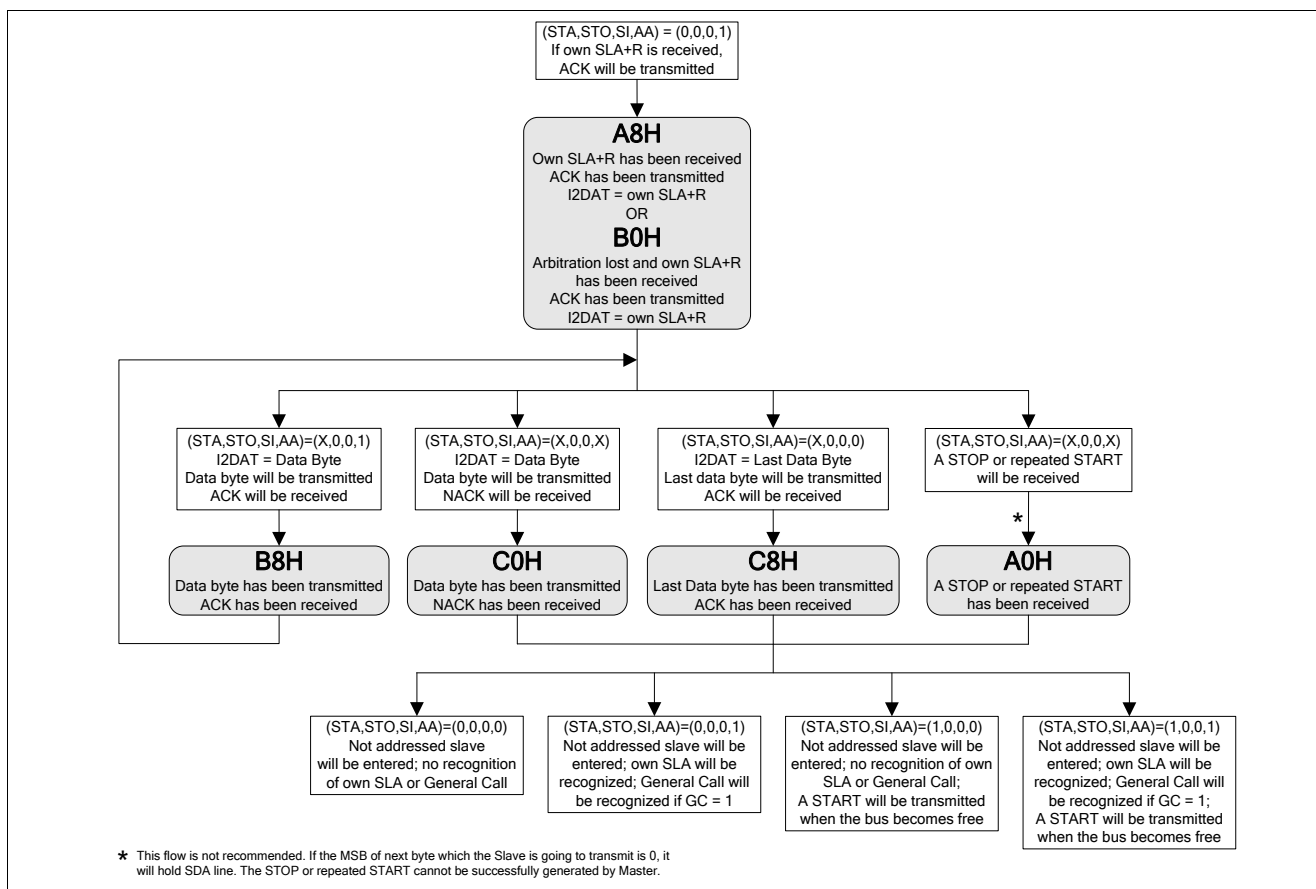 (STA,STO,SI,AA) = (0,0,0,1)
If own SLA+R is received,
ACK will be transmitted
A8H
Own SLA+R has been received
ACK has been transmitted
I2DAT = own SLA+R
OR
B0H
Arbitration lost and own SLA+R
has been received
ACK has been transmitted
I2DAT = own SLA+R
(STA,STO,SI,AA)=(X,0,0,1)
I2DAT = Data Byte
Data byte will be transmitted
ACK will be received
(STA,STO,SI,AA)=(X,0,0,X)
I2DAT = Data Byte
Data byte will be transmitted
NACK will be received
(STA,STO,SI,AA)=(X,0,0,0)
I2DAT = Last Data Byte
Last data byte will be transmitted
ACK will be received
(STA,STO,SI,AA)=(X,0,0,X)
A STOP or repeated START
will be received
*
B8H
Data byte has been transmitted
ACK has been received
C0H
Data byte has been transmitted
NACK has been received
C8H
Last Data byte has been transmitted
ACK has been received
A0H
A STOP or repeated START
has been received
(STA,STO,SI,AA)=(0,0,0,0)
Not addressed slave
will be entered; no recognition
of own SLA or General Call
(STA,STO,SI,AA)=(0,0,0,1)
Not addressed slave will be
entered; own SLA will be
recognized; General Call will
be recognized if GC = 1
(STA,STO,SI,AA)=(1,0,0,0)
Not addressed slave will be
entered; no recognition of own
SLA or General Call;
A START will be transmitted
when the bus becomes free
(STA,STO,SI,AA)=(1,0,0,1)
Not addressed slave will be
entered; own SLA will be
recognized; General Call will
be recognized if GC = 1;
A START will be transmitted
when the bus becomes free
* This flow is not recommended. If the MSB of next byte which the Slave is going to transmit is 0, it
will hold SDA line. The STOP or repeated START cannot be successfully generated by Master.